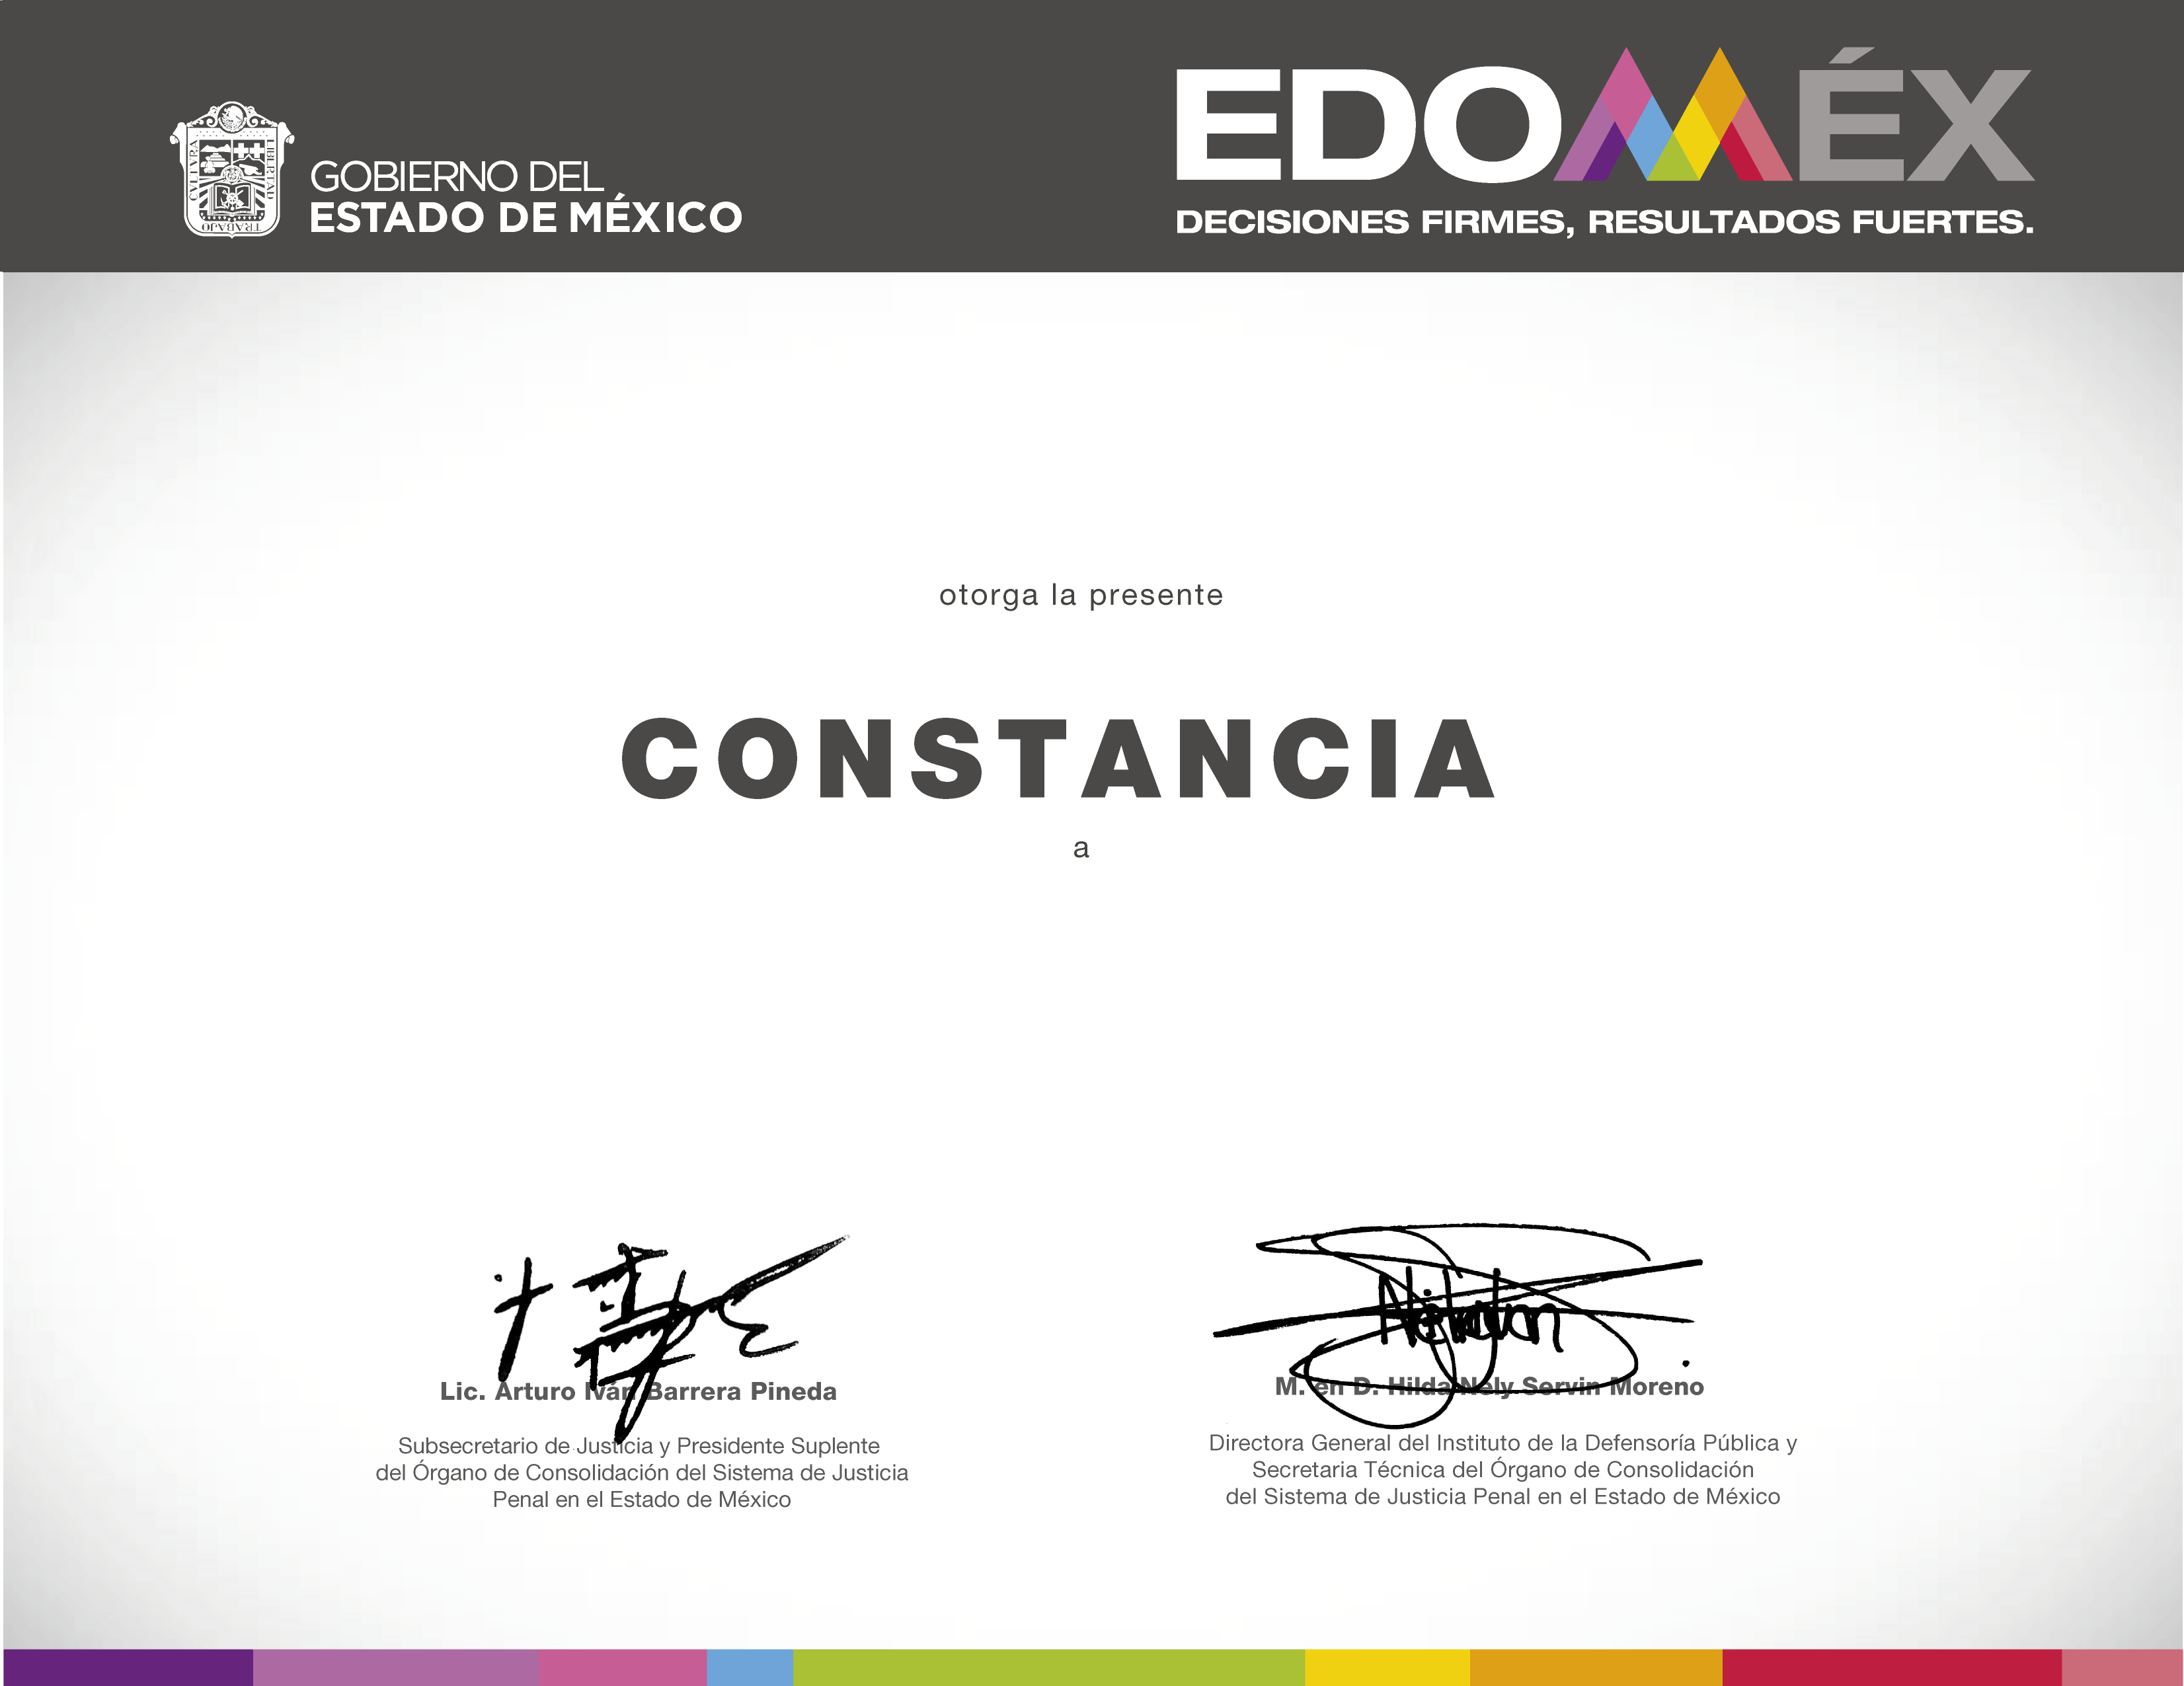 CULTURA
LIBERTAD
TRABAJO
GOBIERNO DEL
ESTADO DE MÉXICO
EDOMÉX
DECISIONES FIRMES, RESULTADOS FUERTES.
otorga la presente
CONSTANCIA
a
Lic. Arturo Iván Barrera Pineda
Subsecretario de Justicia y Presidente Suplente
del Órgano de Consolidación del Sistema de Justicia
Penal en el Estado de México
M. en D. Hilda Nely Servin Moreno
Directora General del Instituto de la Defensoría Pública y
Secretaria Técnica del Órgano de Consolidación
del Sistema de Justicia Penal en el Estado de México